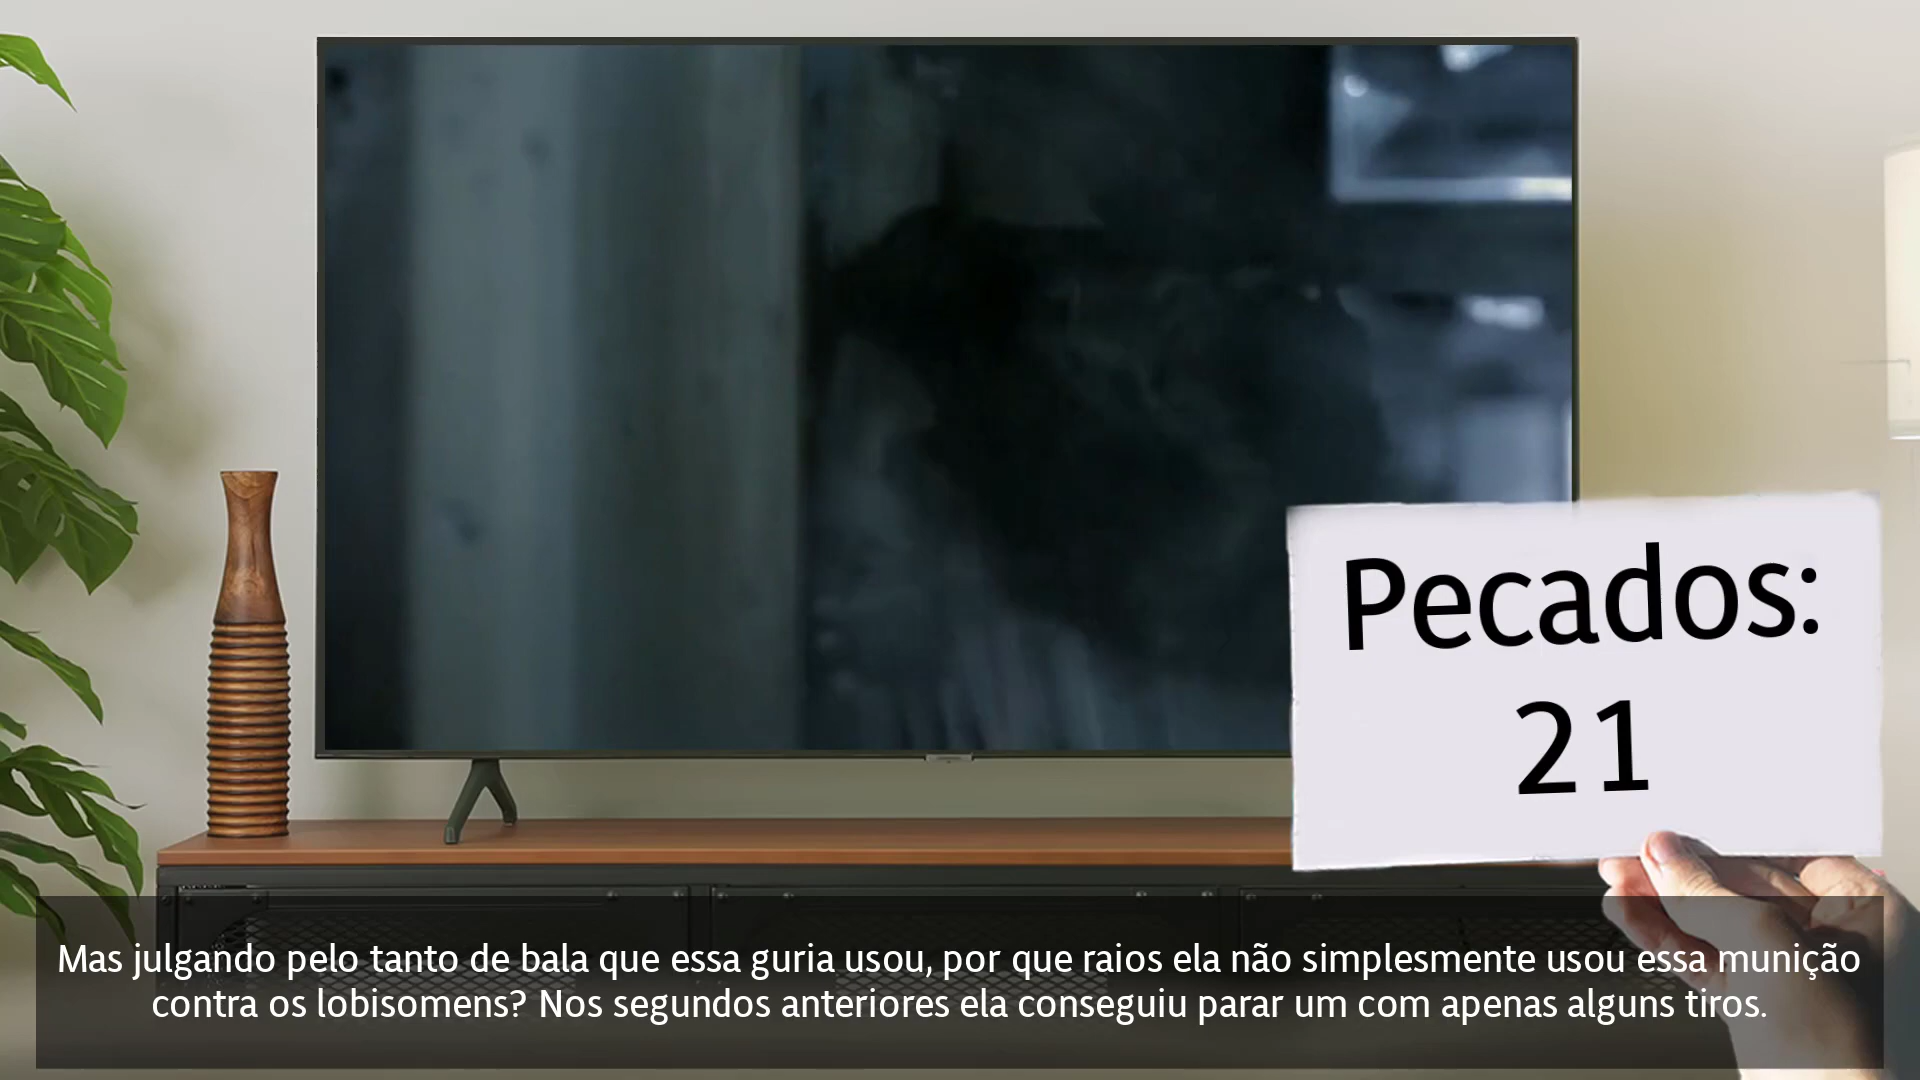 Pecados:
21
Mas julgando pelo tanto de bala que essa guria usou, por que raios ela não simplesmente usou essa munição
contra os lobisomens? Nos segundos anteriores ela conseguiu parar um com apenas alguns tiros.